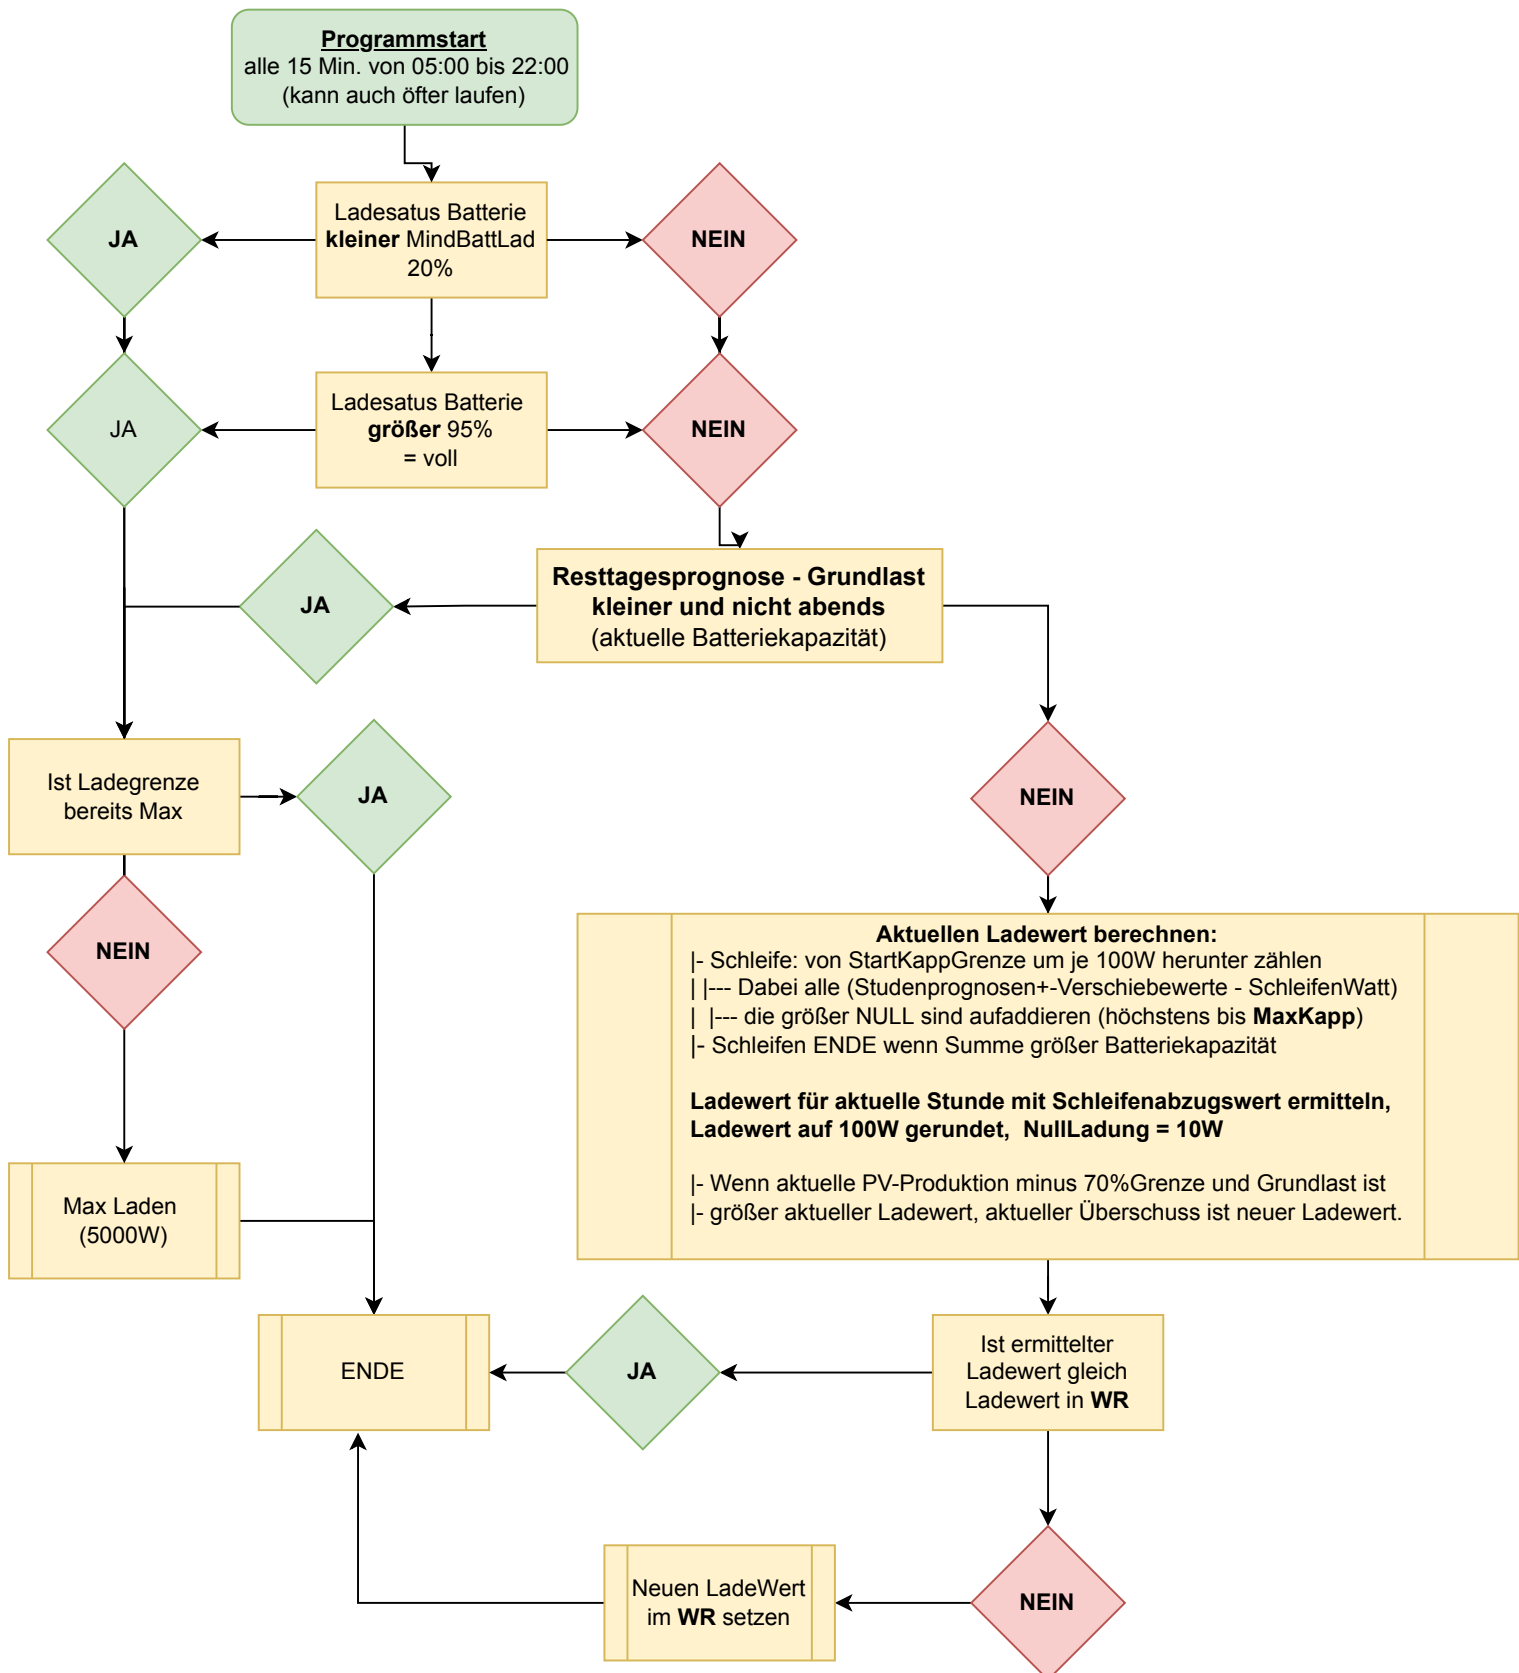 Programmstart
alle 15 Min. von 05:00 bis 22:00
(kann auch öfter laufen)
JA
Ladesatus Batterie
kleiner MindBattLad
20%
NEIN
JA
Ladesatus Batterie
größer 95%
= voll
NEIN
JA
Resttagesprognose - Grundlast
kleiner und nicht abends
(aktuelle Batteriekapazität)
Ist Ladegrenze
bereits Max
JA
NEIN
NEIN
Aktuellen Ladewert berechnen:
|- Schleife: von StartKappGrenze um je 100W herunter zählen
| |--- Dabei alle (Studenprognosen+-Verschiebewerte - SchleifenWatt)
|  |--- die größer NULL sind aufaddieren (höchstens bis MaxKapp)
|- Schleifen ENDE wenn Summe größer Batteriekapazität
Ladewert für aktuelle Stunde mit Schleifenabzugswert ermitteln,
Ladewert auf 100W gerundet,  NullLadung = 10W
|- Wenn aktuelle PV-Produktion minus 70%Grenze und Grundlast ist
|- größer aktueller Ladewert, aktueller Überschuss ist neuer Ladewert.
Max Laden
(5000W)
ENDE
JA
Ist ermittelter
Ladewert gleich
Ladewert in WR
Neuen LadeWert
im WR setzen
NEIN